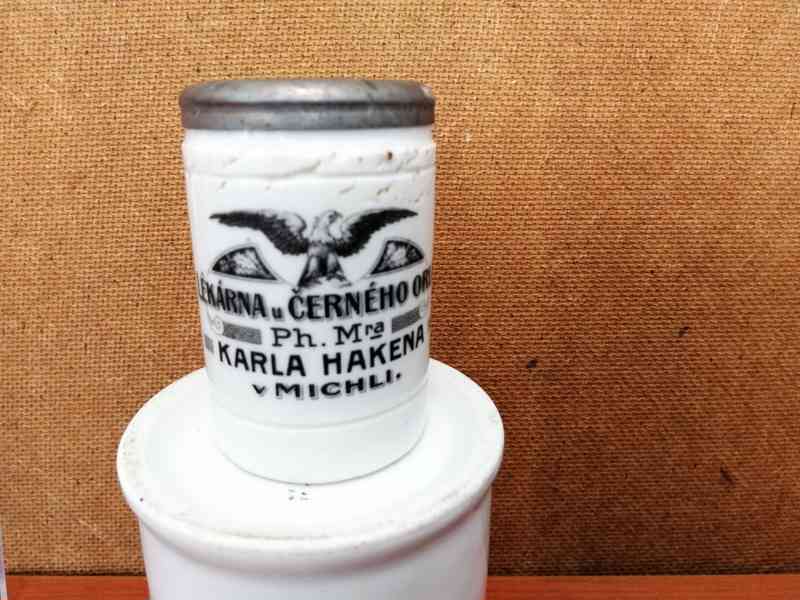 LÉKÁRNA u ČERNÉHO
Ph. Mra
KARLA HAKENA
v MICHLI.